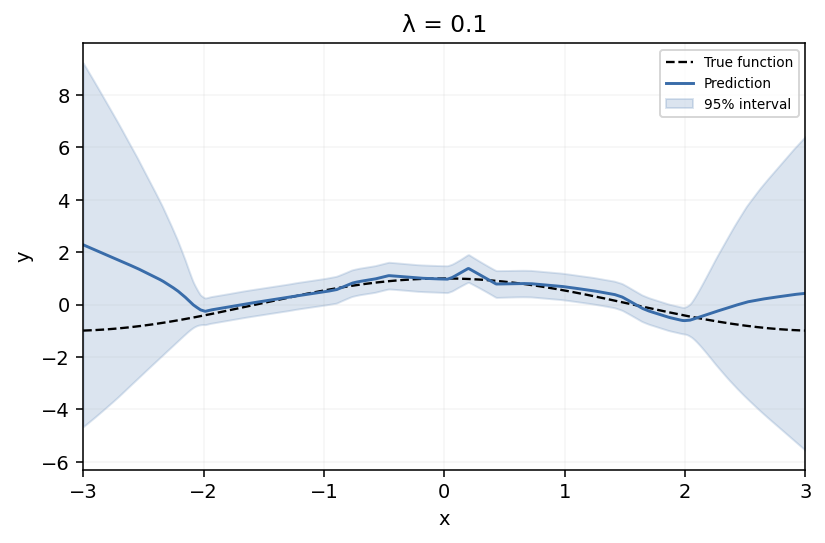 λ = 0.1
True function
Prediction
95% interval
y
8
6
4
2
0
−2
−4
−6
−3
−2
−1
0
1
2
3
x